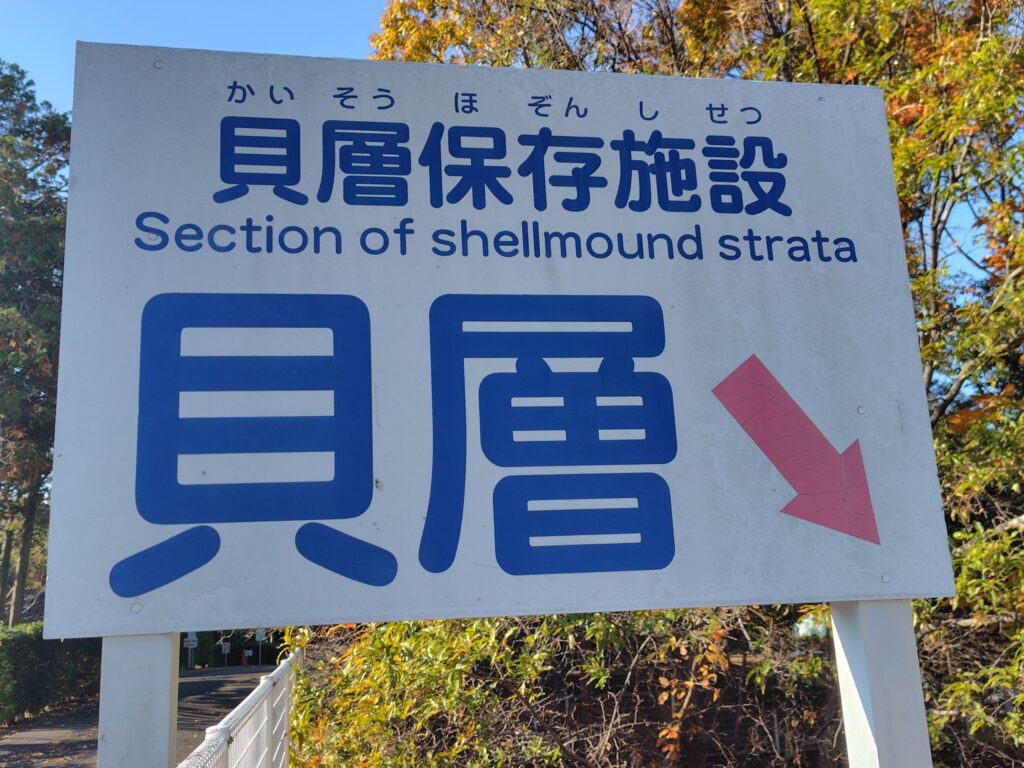 かい そう ほ ぞん し せつ
貝層保存施設
Section of shellmound strata
貝層